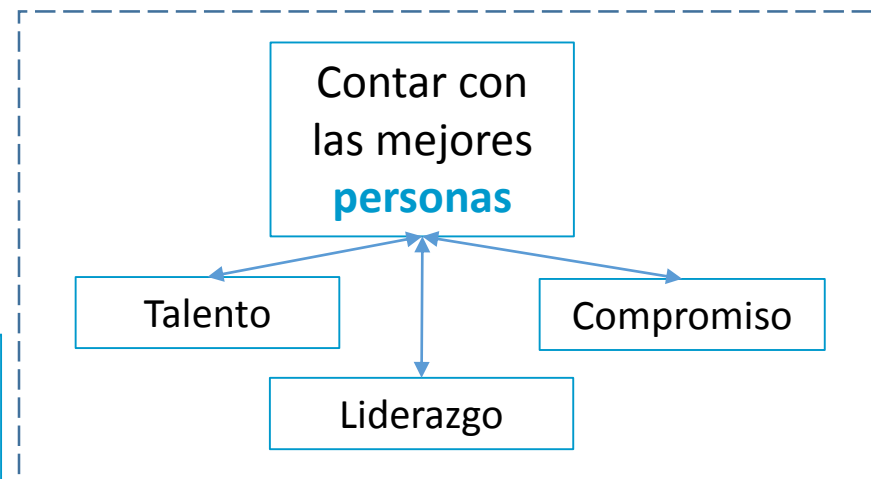 Contar con
las mejores
personas
Talento
Compromiso
Liderazgo